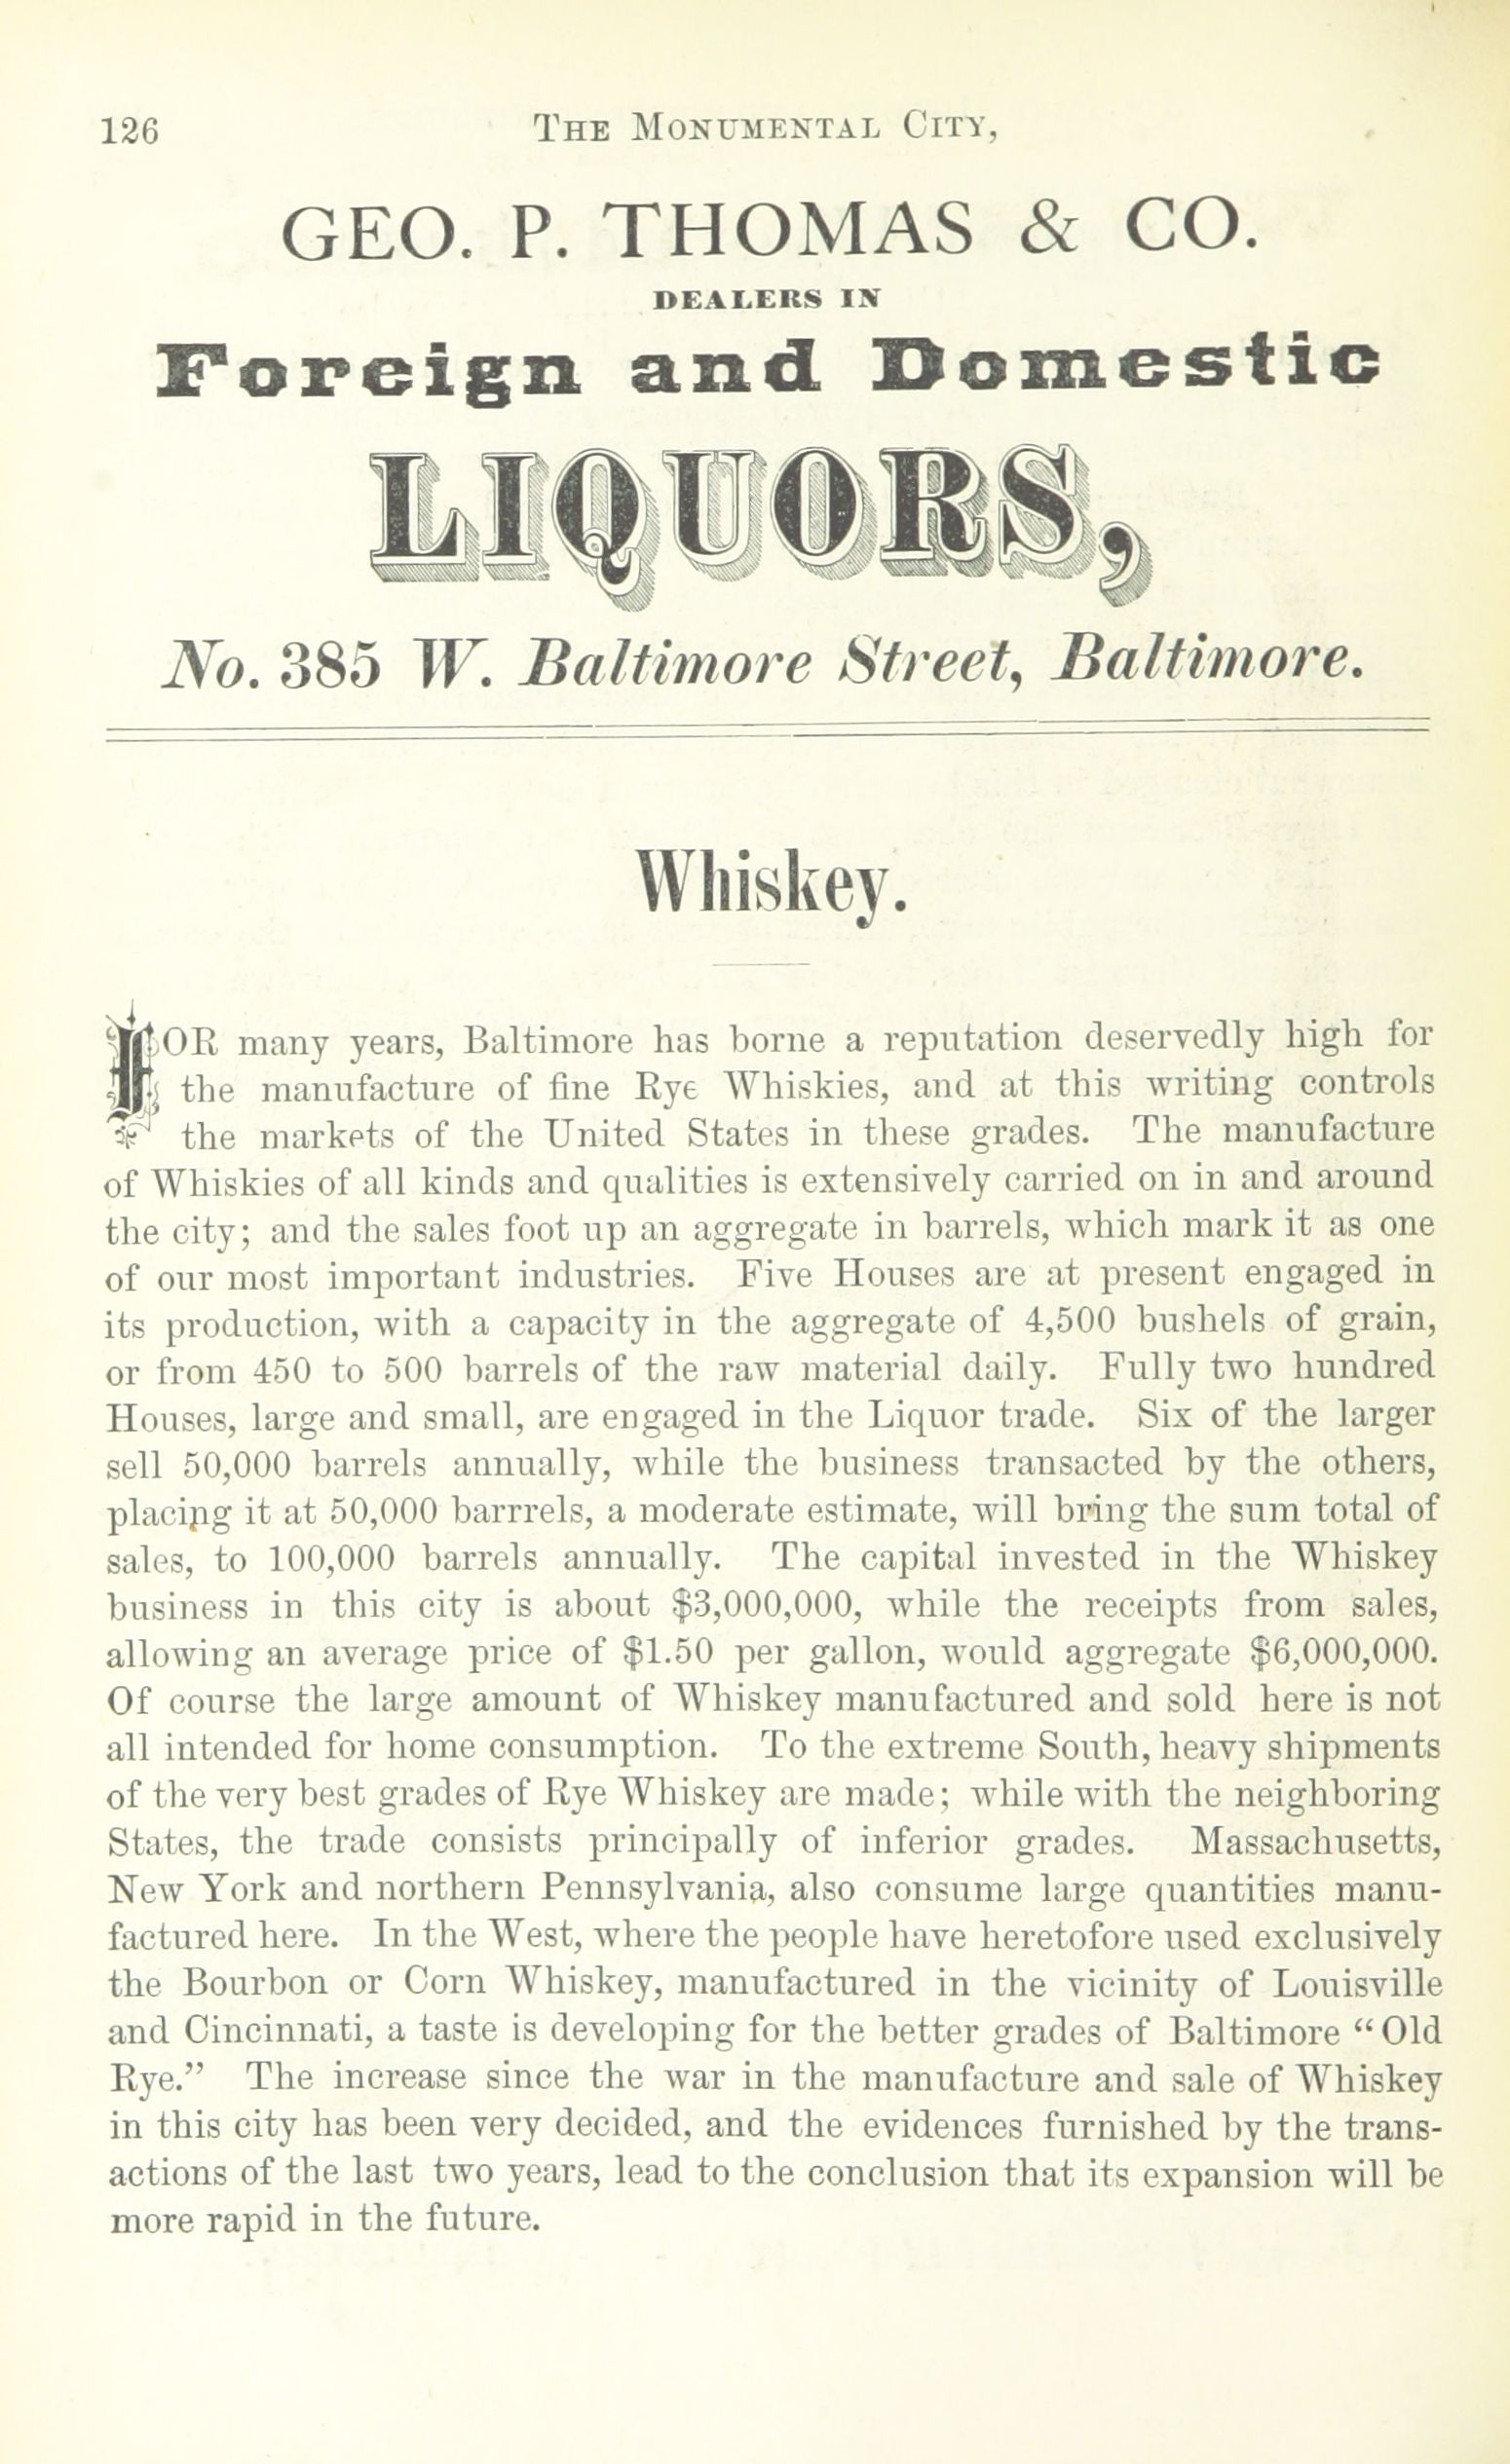 126
THE MONUMENTAL CITY,
GEO. P. THOMAS & CO.
DEALERS IN
Foreign and Domestic
LIQUORS,
No. 385 W. Baltimore Street, Baltimore.
Whiskey.
FOR many years, Baltimore has borne a reputation deservedly high for
the manufacture of fine Rye Whiskies, and at this writing controls
the markets of the United States in these grades. The manufacture
of Whiskies of all kinds and qualities is extensively carried on in and around
the city; and the sales foot up an aggregate in barrels, which mark it as one
of our most important industries. Five Houses are at present engaged in
its production, with a capacity in the aggregate of 4,500 bushels of grain,
or from 450 to 500 barrels of the raw material daily. Fully two hundred
Houses, large and small, are engaged in the Liquor trade. Six of the larger
sell 50,000 barrels annually, while the business transacted by the others,
placing it at 50,000 barrrels, a moderate estimate, will bring the sum total of
sales, to 100,000 barrels annually. The capital invested in the Whiskey
business in this city is about $3,000,000, while the receipts from sales,
allowing an average price of $1.50 per gallon, would aggregate $6,000,000.
Of course the large amount of Whiskey manufactured and sold here is not
all intended for home consumption. To the extreme South, heavy shipments
of the very best grades of Rye Whiskey are made; while with the neighboring
States, the trade consists principally of inferior grades. Massachusetts,
New York and northern Pennsylvania, also consume large quantities manu-
factured here. In the West, where the people have heretofore used exclusively
the Bourbon or Corn Whiskey, manufactured in the vicinity of Louisville
and Cincinnati, a taste is developing for the better grades of Baltimore “Old
Rye.” The increase since the war in the manufacture and sale of Whiskey
in this city has been very decided, and the evidences furnished by the trans-
actions of the last two years, lead to the conclusion that its expansion will be
more rapid in the future.